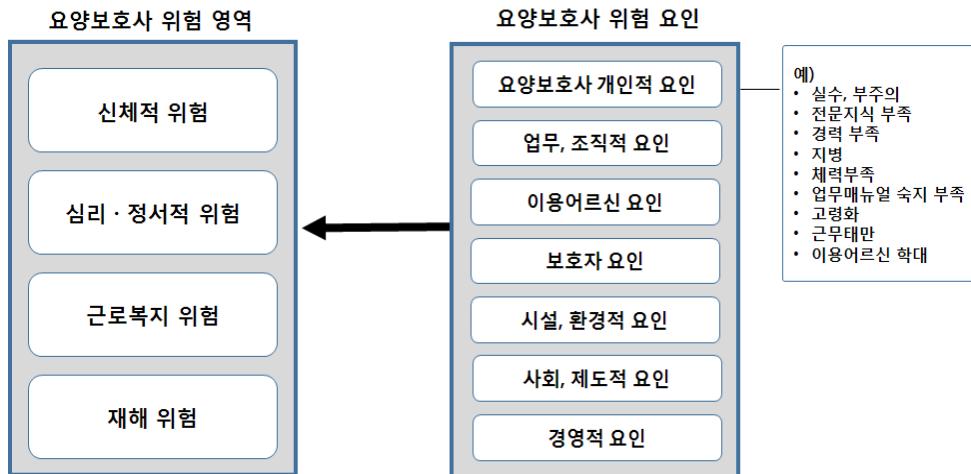 요양보호사 위험 영역
신체적 위험
심리 · 정서적 위험
근로복지 위험
재해 위험
요양보호사 위험 요인
요양보호사 개인적 요인
업무, 조직적 요인
이용어르신 요인
보호자 요인
시설, 환경적 요인
사회, 제도적 요인
경영적 요인
예)
• 실수, 부주의
• 전문지식 부족
• 경력 부족
• 지병
• 체력부족
• 업무매뉴얼 숙지 부족
• 고령화
• 근무태만
• 이용어르신 학대